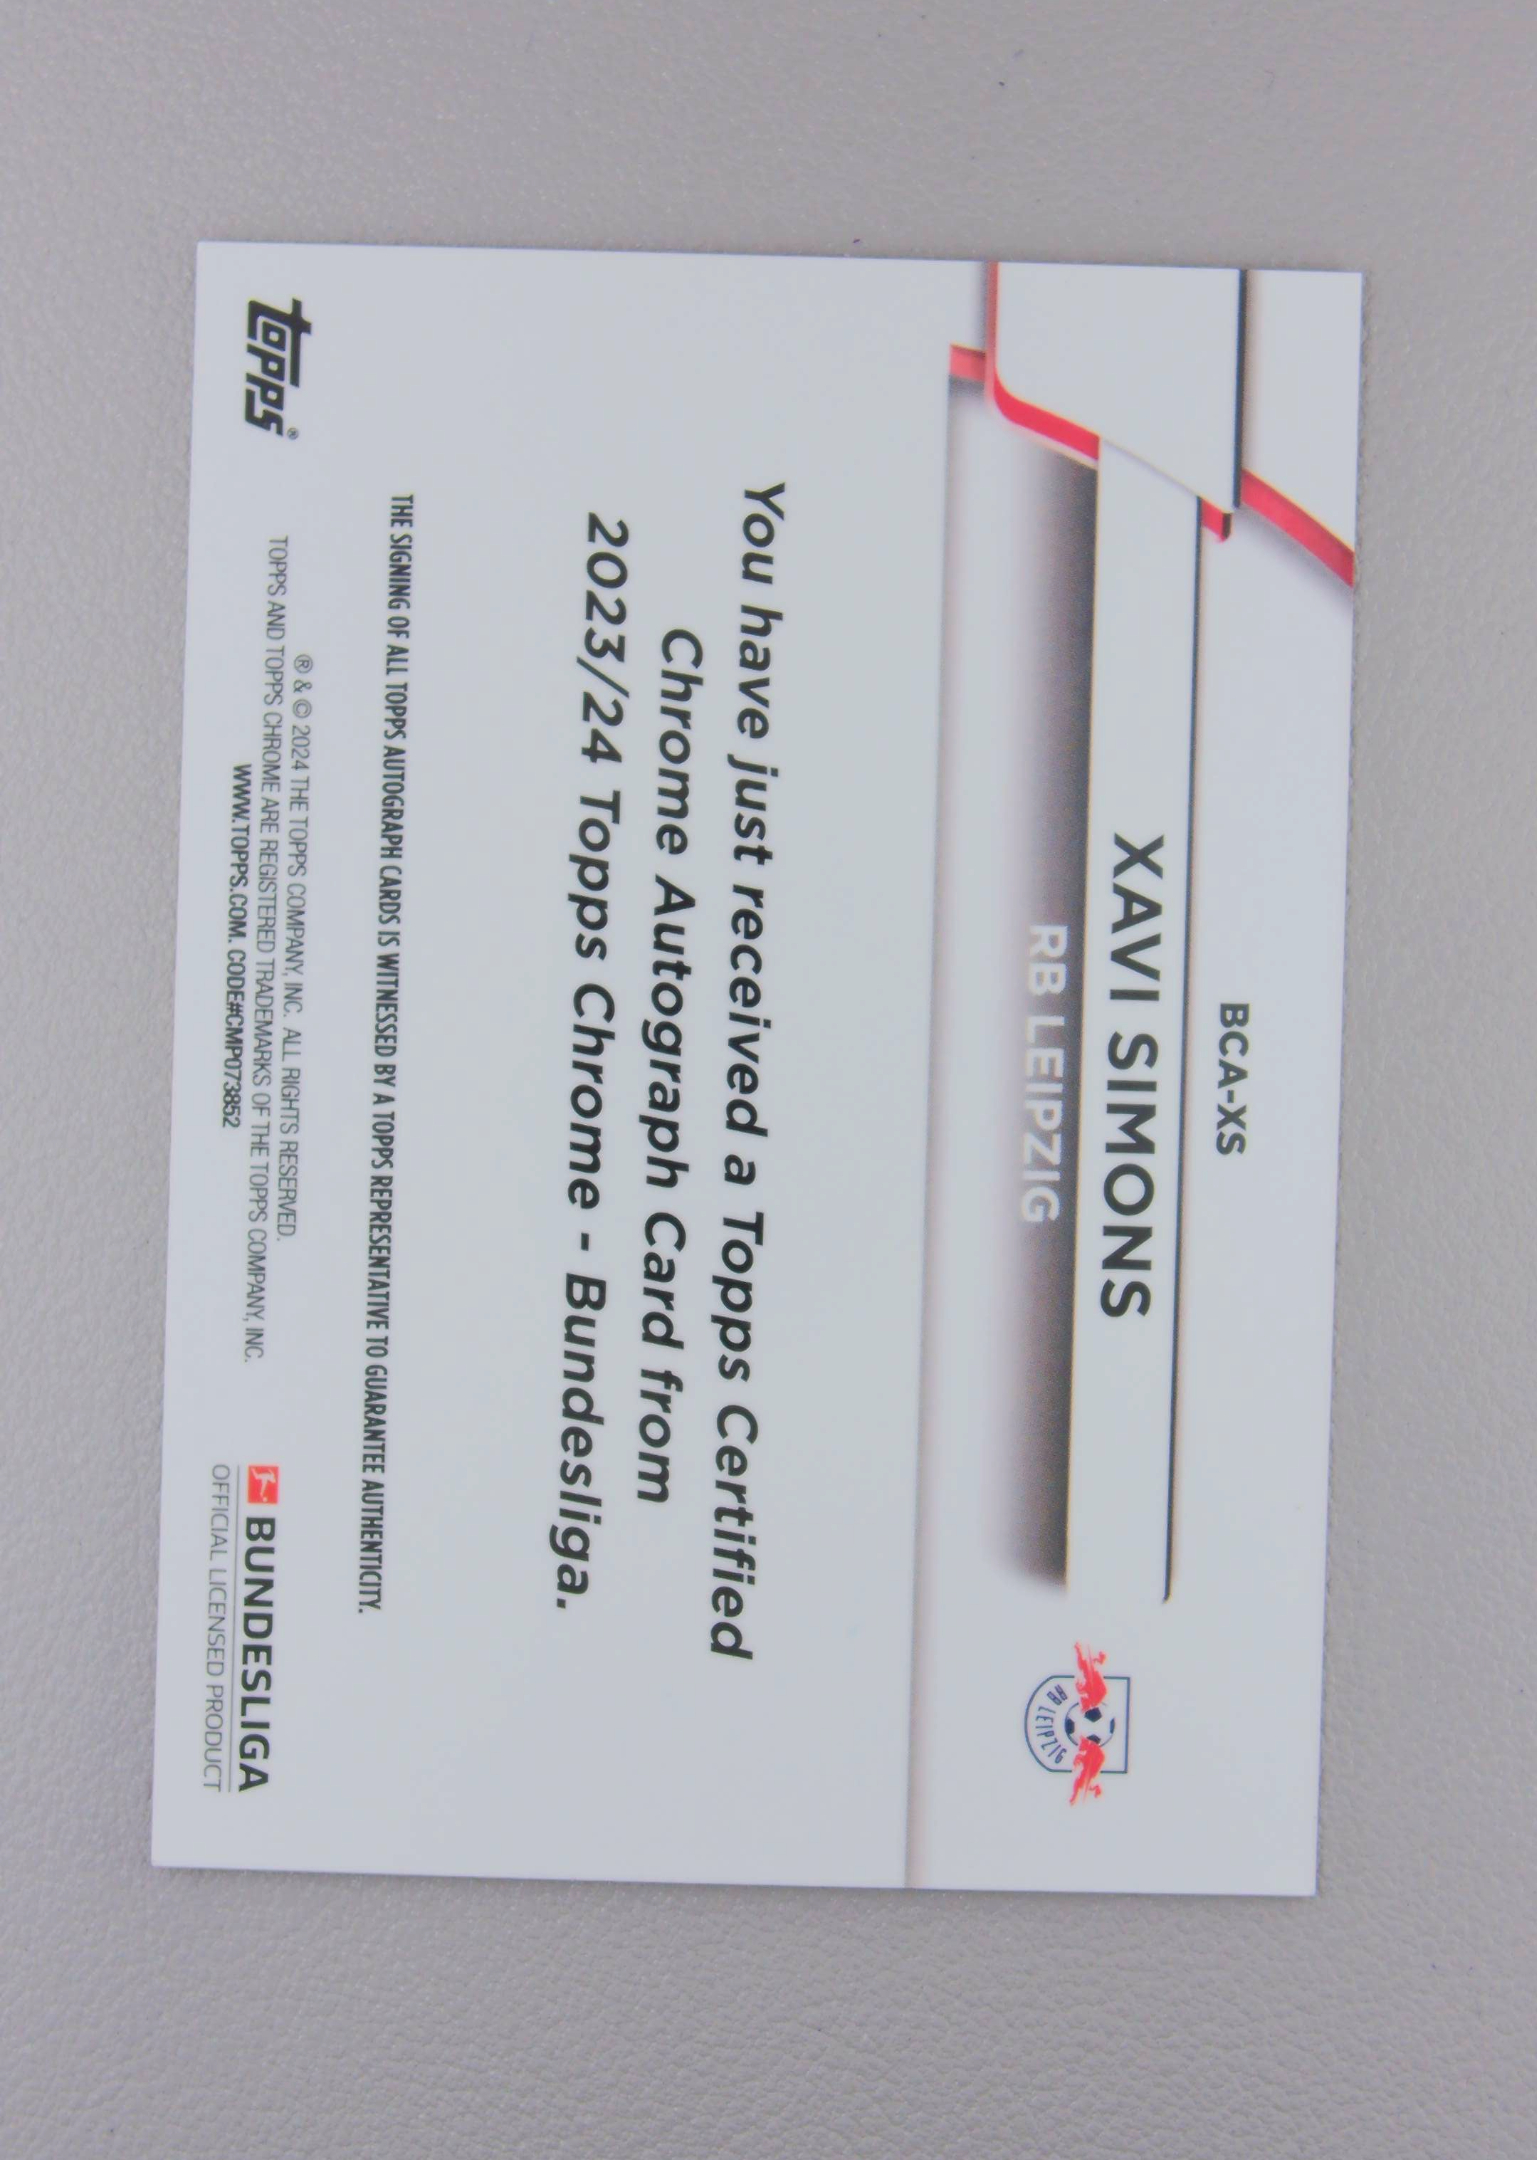 BCA-XS
XAVI SIMONS
RB LEIPZIG
RB LEIPZIG
You have just received a Topps Certified
Chrome Autograph Card from
2023/24 Topps Chrome - Bundesliga.
THE SIGNING OF ALL TOPPS AUTOGRAPH CARDS IS WITNESSED BY A TOPPS REPRESENTATIVE TO GUARANTEE AUTHENTICITY.
topps®
® & © 2024 THE TOPPS COMPANY, INC. ALL RIGHTS RESERVED.
TOPPS AND TOPPS CHROME ARE REGISTERED TRADEMARKS OF THE TOPPS COMPANY, INC.
WWW.TOPPS.COM. CODE#CMP073852
BUNDESLIGA
OFFICIAL LICENSED PRODUCT